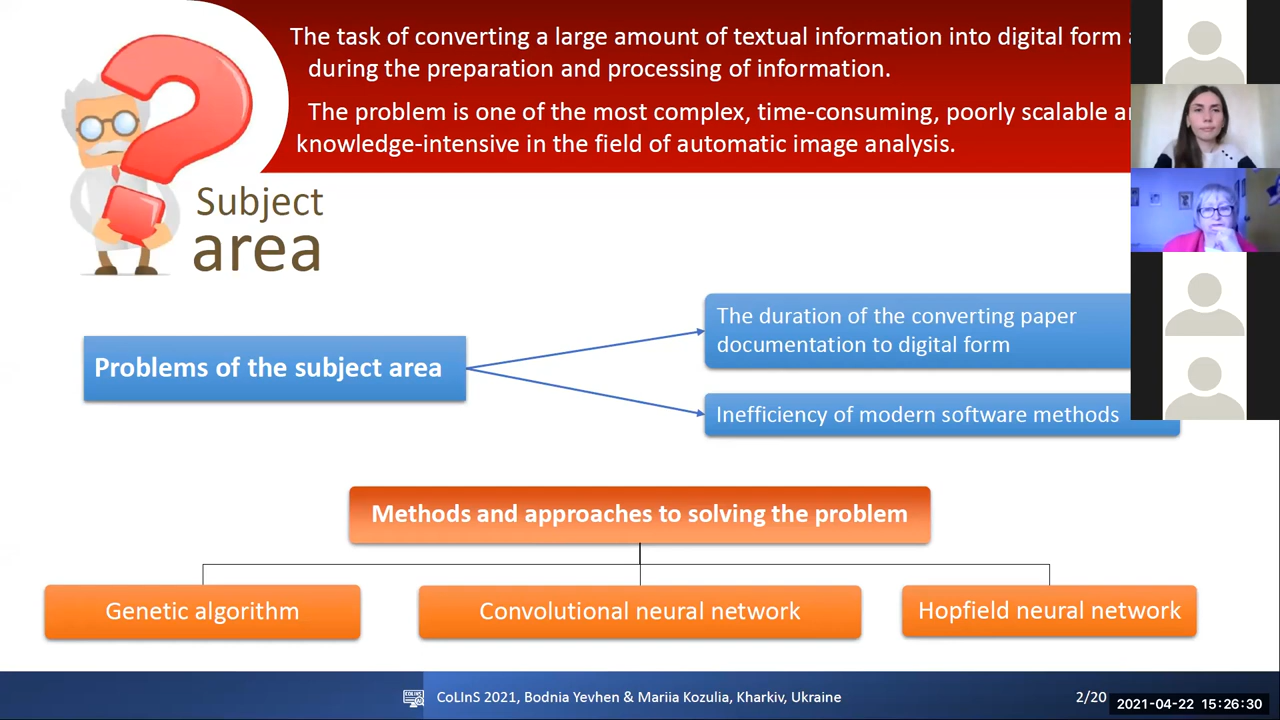 The task of converting a large amount of textual information into digital form
during the preparation and processing of information.
The problem is one of the most complex, time-consuming, poorly scalable
knowledge-intensive in the field of automatic image analysis.
Subject
area
Problems of the subject area
The duration of the converting paper
documentation to digital form
Inefficiency of modern software methods
Methods and approaches to solving the problem
Genetic algorithm
Convolutional neural network
Hopfield neural network
CoLInS 2021, Bodnia Yevhen & Mariia Kozulia, Kharkiv, Ukraine
2/20
2021-04-22 15:26:30